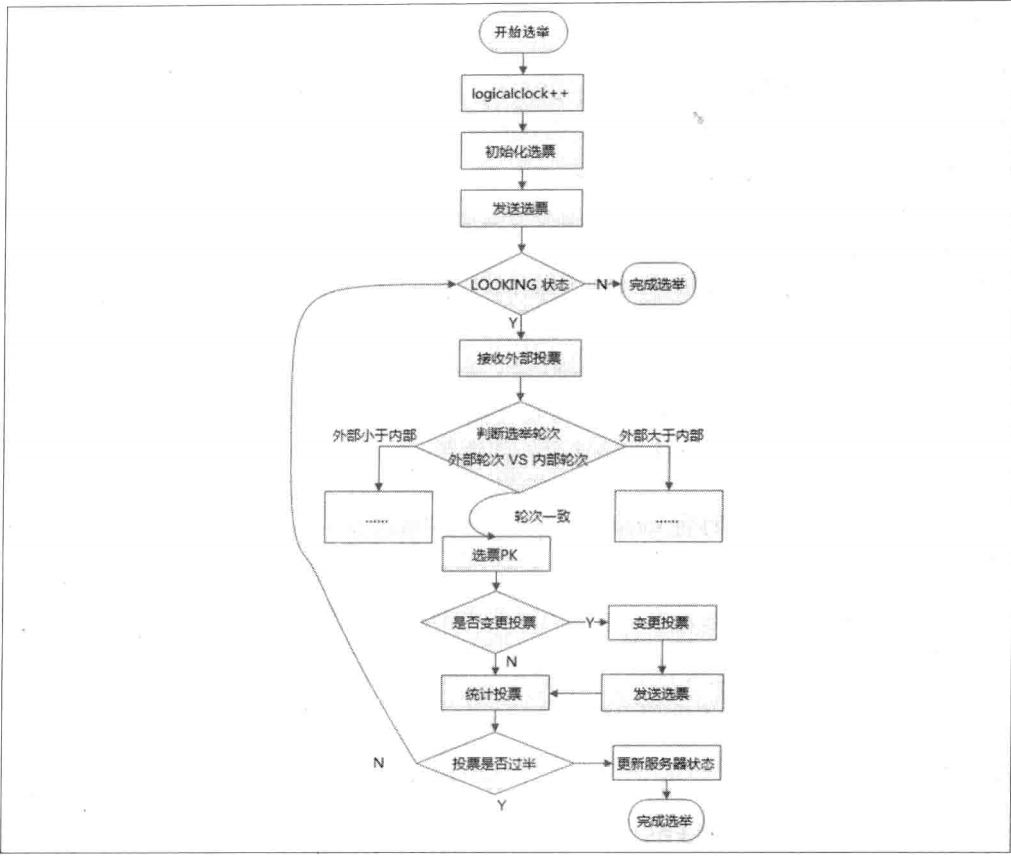 开始选举
logicalclock++
初始化选票
发送选票
LOOKING 状态
N
完成选举
Y
接收外部投票
外部小于内部
判断选举轮次
外部轮次 VS 内部轮次
外部大于内部
......
......
轮次一致
选票PK
是否变更投票
Y
变更投票
N
统计投票
发送选票
N
投票是否过半
更新服务器状态
Y
完成选举